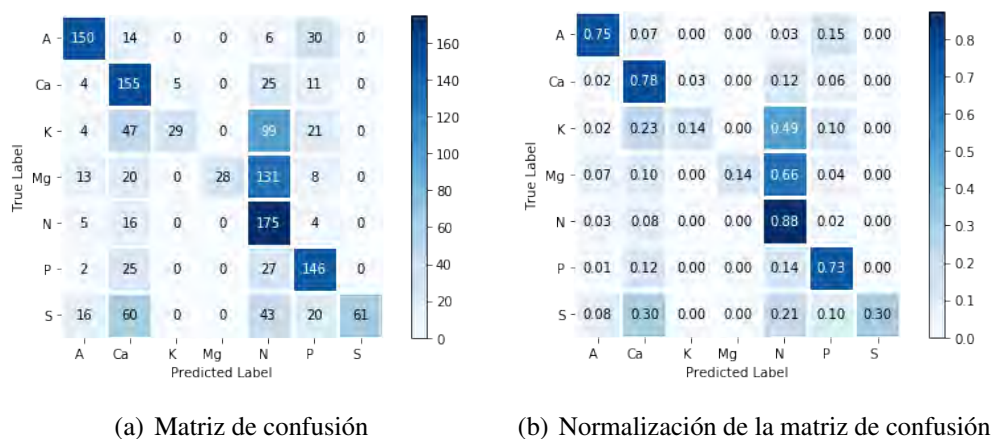 A - 150 14 0 0 6 30 0
Ca - 4 155 5 0 25 11 0
K - 4 47 29 0 99 21 0
Mg - 13 20 0 28 131 8 0
N - 5 16 0 0 175 4 0
P - 2 25 0 0 27 146 0
S - 16 60 0 0 43 20 61
A Ca K Mg N P S
Predicted Label
True Label
160
140
120
100
80
60
40
20
0
A - 0.75 0.07 0.00 0.00 0.03 0.15 0.00
Ca - 0.02 0.78 0.03 0.00 0.12 0.06 0.00
K - 0.02 0.23 0.14 0.00 0.49 0.10 0.00
Mg - 0.07 0.10 0.00 0.14 0.66 0.04 0.00
N - 0.03 0.08 0.00 0.00 0.88 0.02 0.00
P - 0.01 0.12 0.00 0.00 0.14 0.73 0.00
S - 0.08 0.30 0.00 0.00 0.21 0.10 0.30
A Ca K Mg N P S
Predicted Label
True Label
0.8
0.7
0.6
0.5
0.4
0.3
0.2
0.1
0.0
(a) Matriz de confusión
(b) Normalización de la matriz de confusión